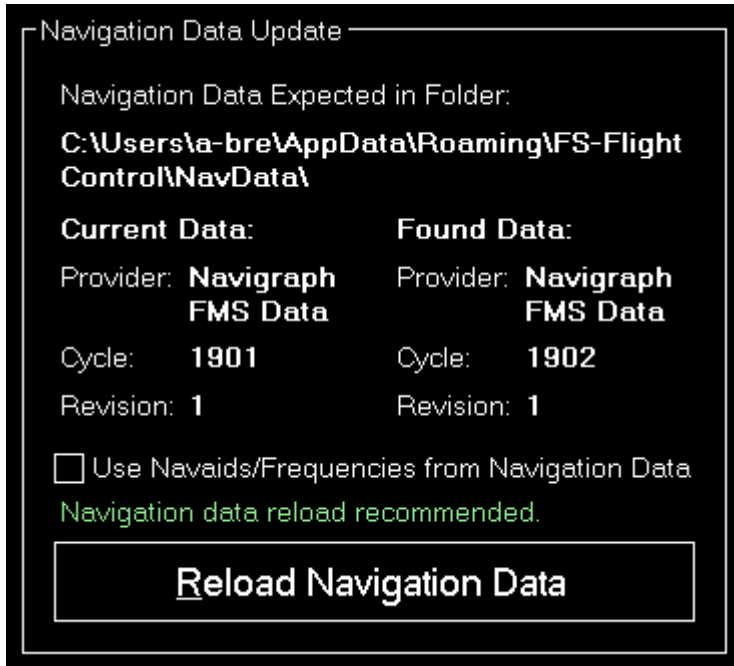 Navigation Data Update
Navigation Data Expected in Folder:
C:\Users\a-bre\AppData\Roaming\FS-Flight
Control\NavData\
Current Data: Found Data:
Provider: Navigraph Provider: Navigraph
FMS Data FMS Data
Cycle: 1901 Cycle: 1902
Revision: 1 Revision: 1
Use Navaids/Frequencies from Navigation Data
Navigation data reload recommended.
Reload Navigation Data